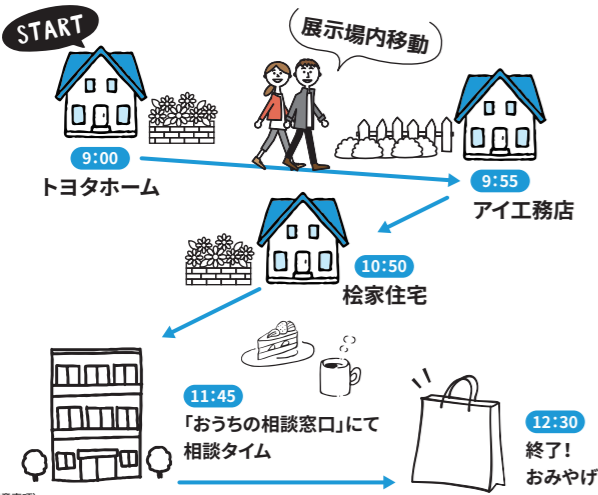 START
展示場内移動
9:00
トヨタホーム
9:55
アイ工務店
10:50
桧家住宅
11:45
「おうちの相談窓口」にて
相談タイム
12:30
終了!
おみやげ